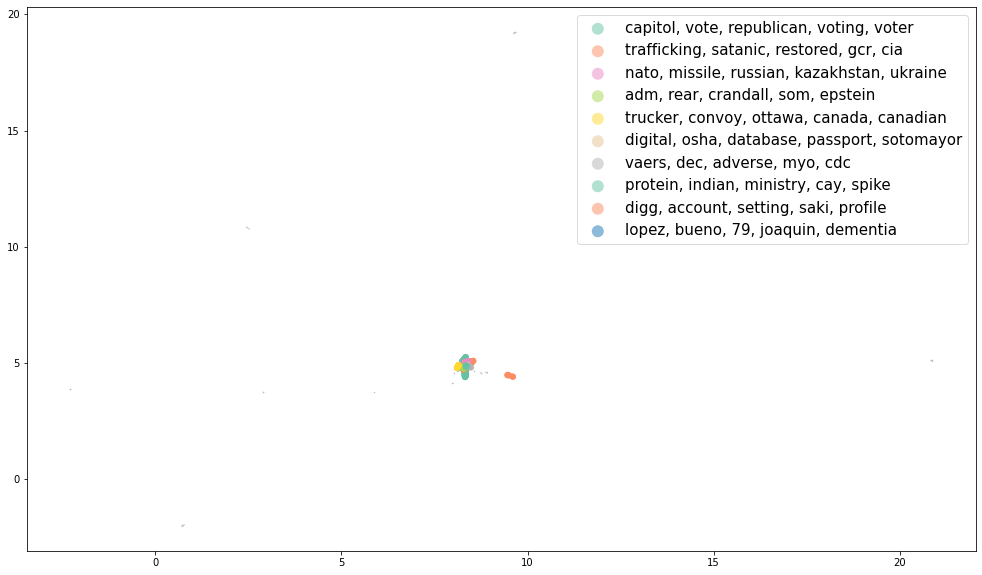 20
15
10
5
0
0
5
10
15
20
capitol, vote, republican, voting, voter
trafficking, satanic, restored, gcr, cia
nato, missile, russian, kazakhstan, ukraine
adm, rear, crandall, som, epstein
trucker, convoy, ottawa, canada, canadian
digital, osha, database, passport, sotomayor
vaers, dec, adverse, myo, cdc
protein, indian, ministry, cay, spike
digg, account, setting, saki, profile
lopez, bueno, 79, joaquin, dementia